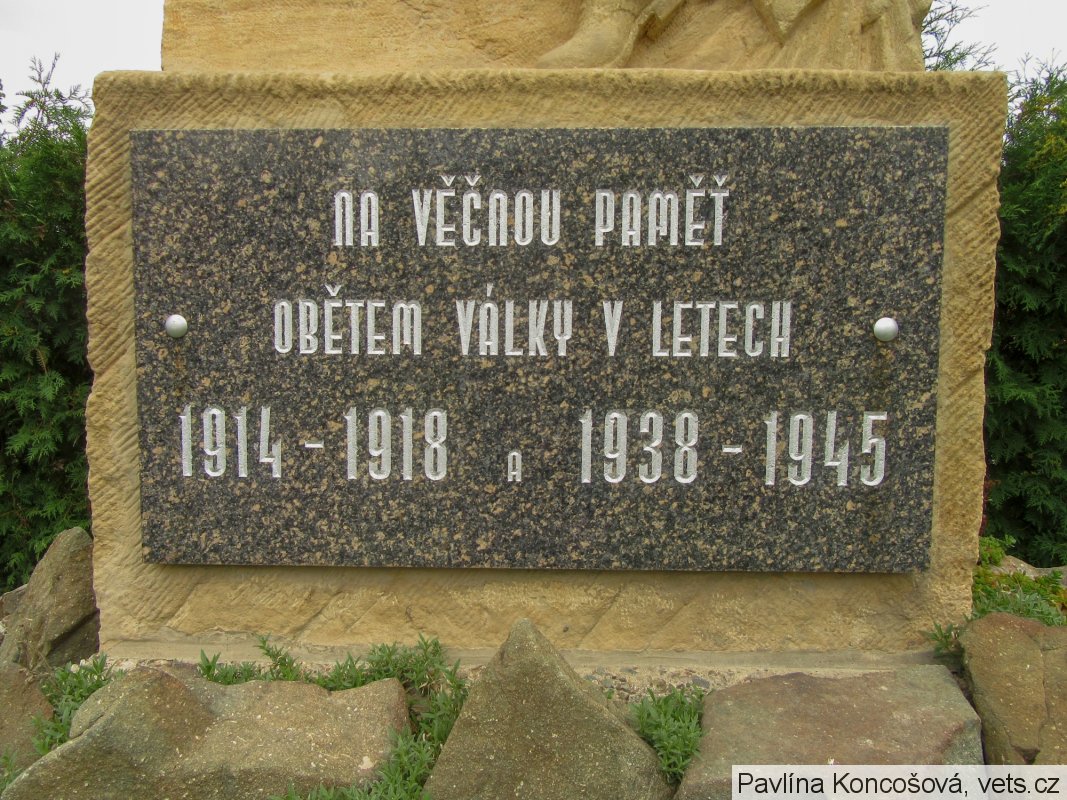 NA VĚČNOU PAMĚŤ
OBĚTEM VÁLKY V LETECH
1914 - 1918 A 1938 - 1945
Pavlína Koncošová, vets.cz